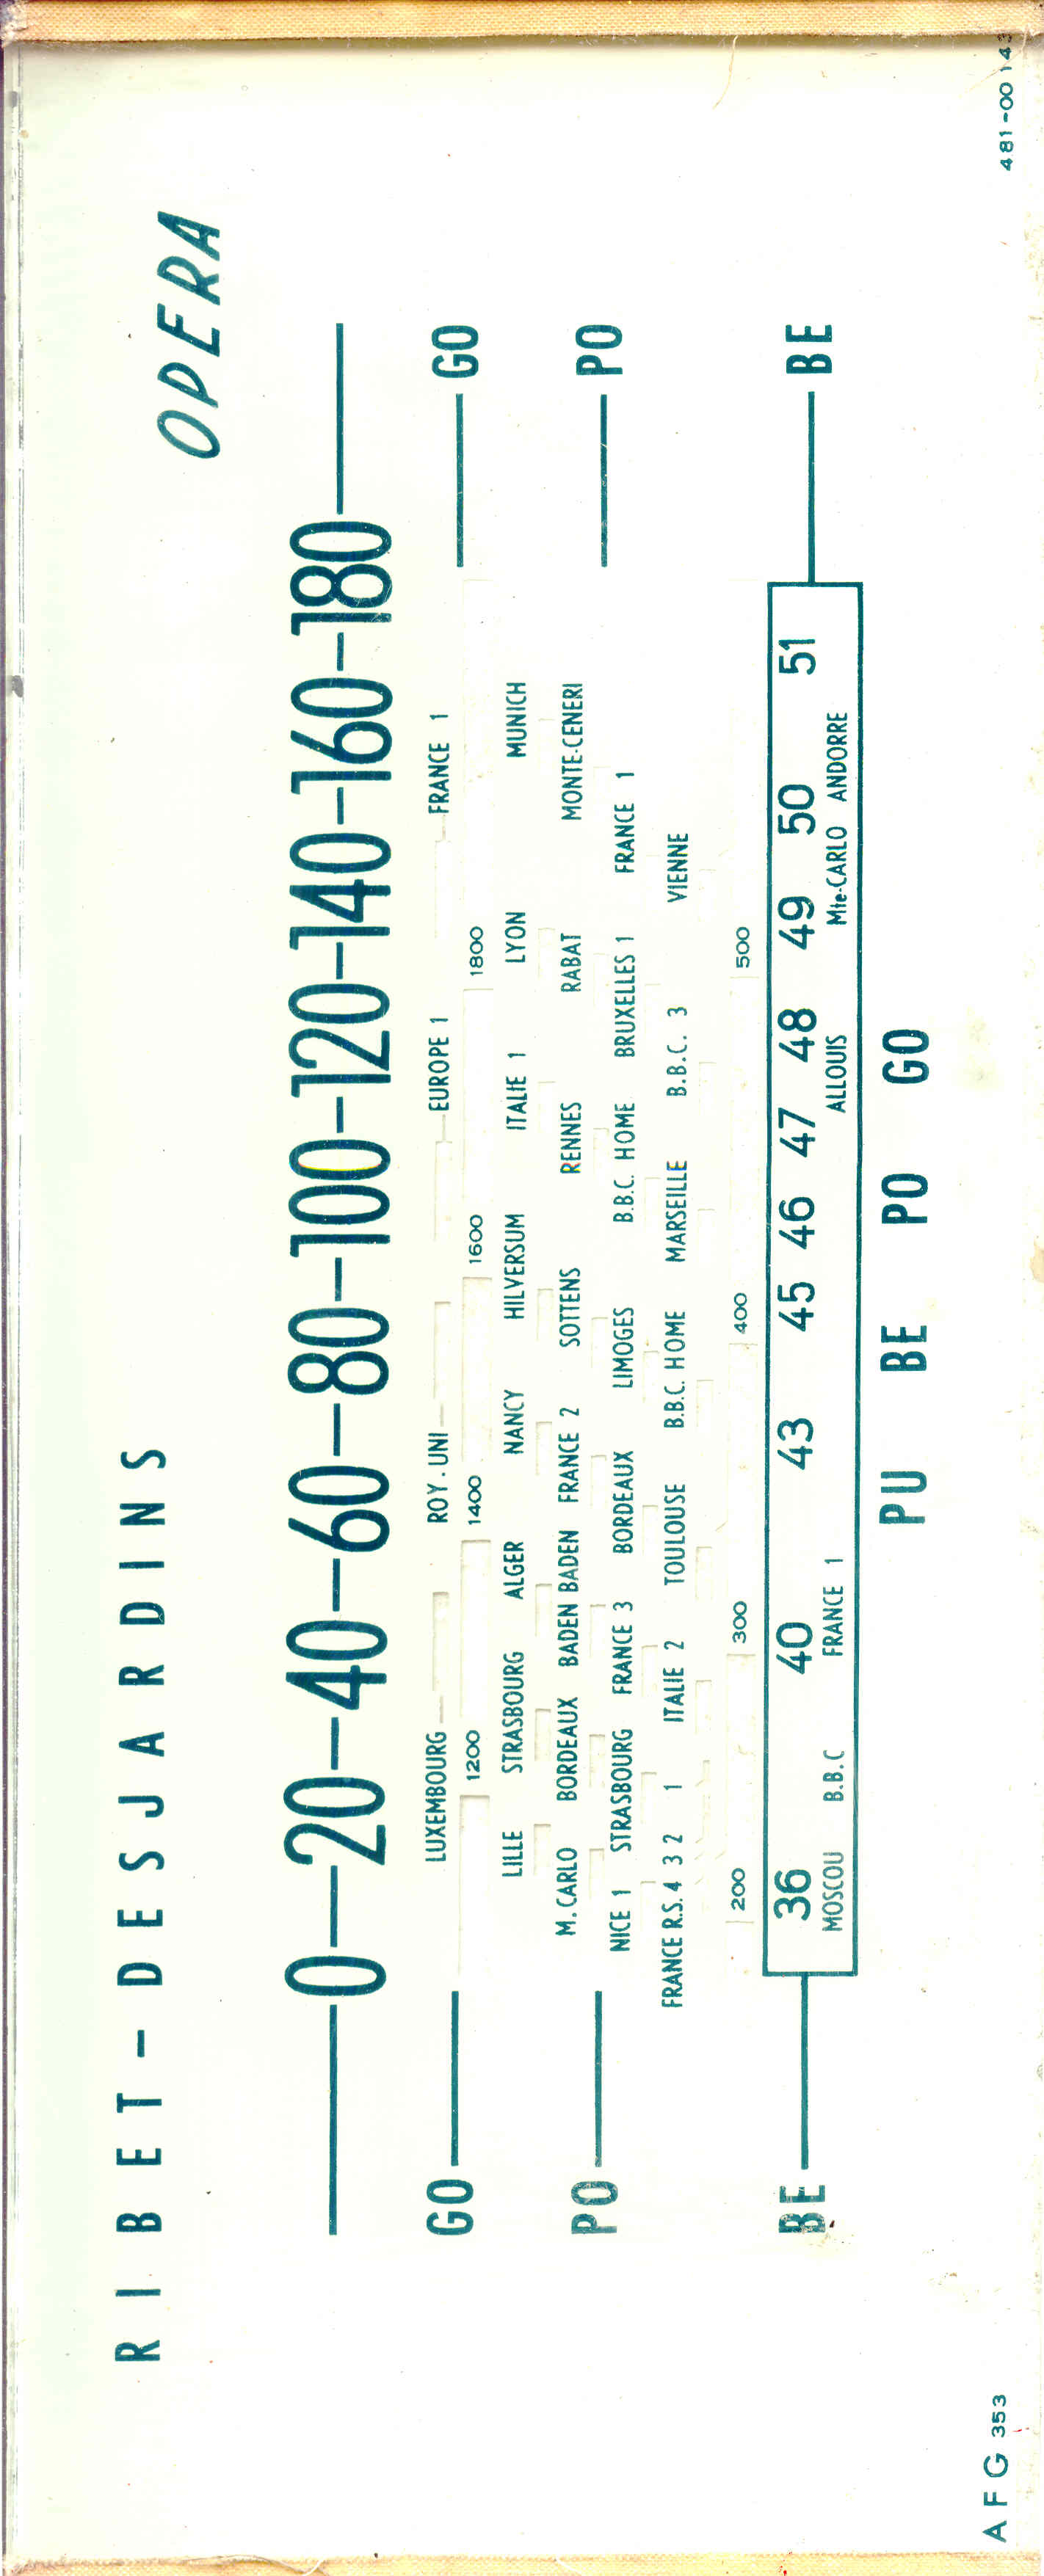 RIBET-DESJARDINS
OPERA
0-20-40-60-80-100-120-140-160-180
GO LUXEMBOURG ROY.UNI EUROPE 1 FRANCE 1 GO
1200 1400 1600 1800
LILLE STRASBOURG ALGER NANCY HILVERSUM ITALIE 1 LYON MUNICH
PO M.CARLO BORDEAUX BADEN BADEN FRANCE 2 SOTTENS RENNES RABAT MONTE-CENERI PO
NICE 1 STRASBOURG FRANCE 3 BORDEAUX LIMOGES B.B.C. HOME BRUXELLES 1 FRANCE 1
FRANCE R.S. 4 3 2 1 ITALIE 2 TOULOUSE B.B.C. HOME MARSEILLE B.B.C. 3 VIENNE
200 300 400 500
BE 36 40 43 45 46 47 48 49 50 51 BE
MOSCOU B.B.C FRANCE 1 ALLOUIS Mte-CARLO ANDORRE
PU BE PO GO
AFG 353 481-00 14